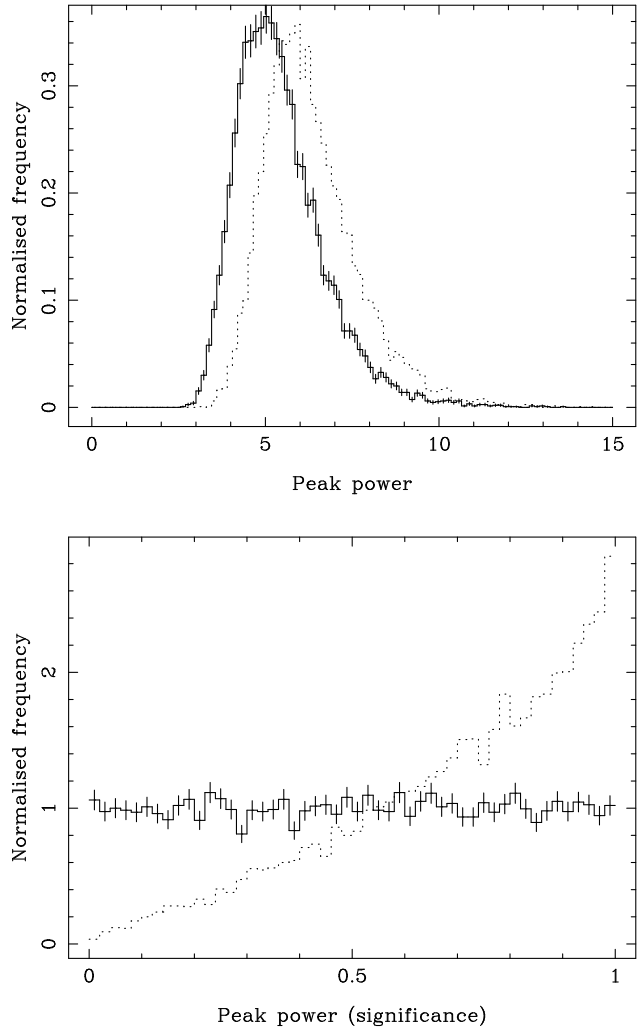 Normalised frequency
0.3
0.2
0.1
0
0 5 10 15
Peak power
Normalised frequency
2
1
0
0 0.5 1
Peak power (significance)